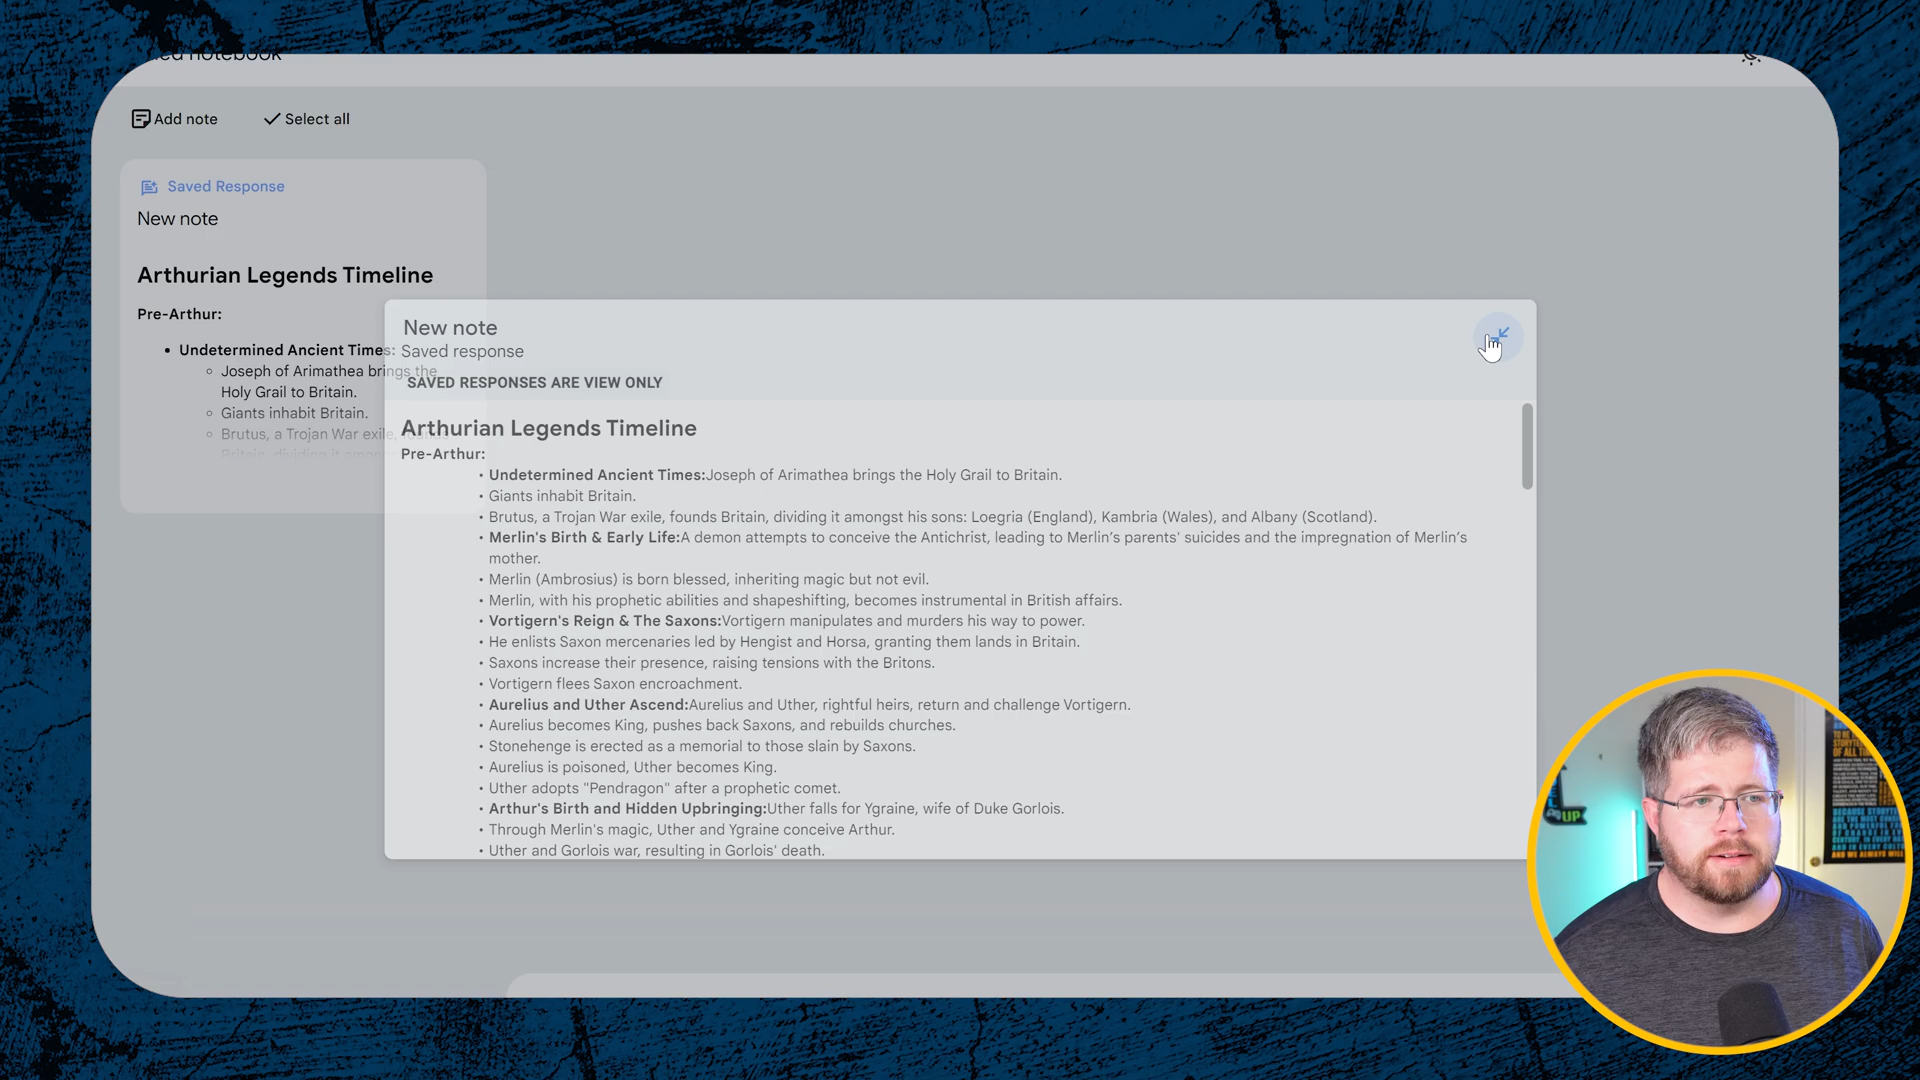 ed notebook
Add note
Select all
Saved Response
New note
Arthurian Legends Timeline
Pre-Arthur:
• Undetermined Ancient Times:
Joseph of Arimathea brings the
Holy Grail to Britain.
Giants inhabit Britain.
Brutus, a Trojan War exile, founds
Britain, dividing it amongst
New note
Saved response
SAVED RESPONSES ARE VIEW ONLY
Arthurian Legends Timeline
Pre-Arthur:
• Undetermined Ancient Times:Joseph of Arimathea brings the Holy Grail to Britain.
• Giants inhabit Britain.
• Brutus, a Trojan War exile, founds Britain, dividing it amongst his sons: Loegria (England), Kambria (Wales), and Albany (Scotland).
• Merlin's Birth & Early Life:A demon attempts to conceive the Antichrist, leading to Merlin’s parents' suicides and the impregnation of Merlin’s
mother.
• Merlin (Ambrosius) is born blessed, inheriting magic but not evil.
• Merlin, with his prophetic abilities and shapeshifting, becomes instrumental in British affairs.
• Vortigern's Reign & The Saxons:Vortigern manipulates and murders his way to power.
• He enlists Saxon mercenaries led by Hengist and Horsa, granting them lands in Britain.
• Saxons increase their presence, raising tensions with the Britons.
• Vortigern flees Saxon encroachment.
• Aurelius and Uther Ascend:Aurelius and Uther, rightful heirs, return and challenge Vortigern.
• Aurelius becomes King, pushes back Saxons, and rebuilds churches.
• Stonehenge is erected as a memorial to those slain by Saxons.
• Aurelius is poisoned, Uther becomes King.
• Uther adopts "Pendragon" after a prophetic comet.
• Arthur's Birth and Hidden Upbringing:Uther falls for Ygraine, wife of Duke Gorlois.
• Through Merlin's magic, Uther and Ygraine conceive Arthur.
• Uther and Gorlois war, resulting in Gorlois' death.
UP